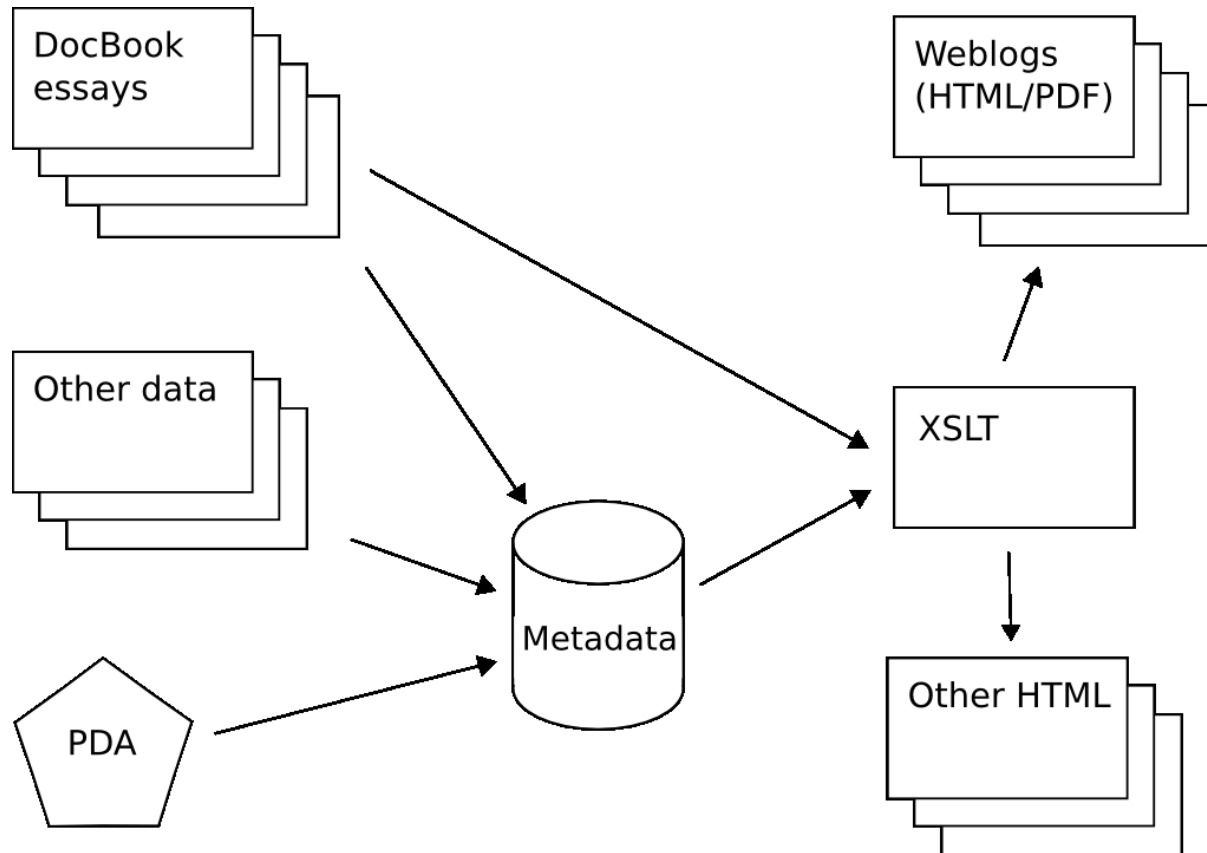 DocBook
essays
Weblogs
(HTML/PDF)
Other data
XSLT
Metadata
Other HTML
PDA